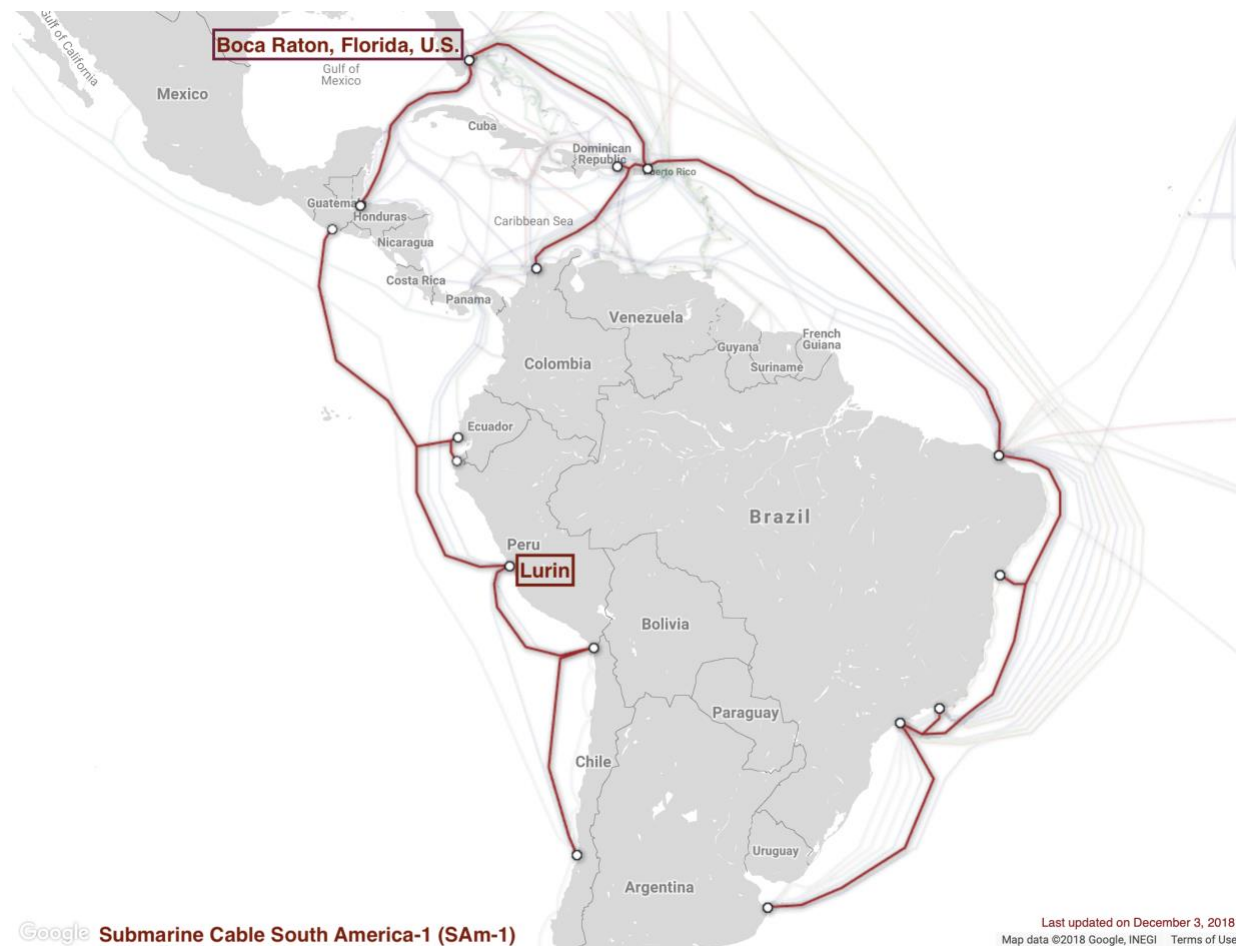 Gulf of California
Boca Raton, Florida, U.S.
Gulf of
Mexico
Mexico
Cuba
Dominican
Republic
Puerto Rico
Guatemala
Honduras
Caribbean Sea
Nicaragua
Costa Rica
Panama
Venezuela
Guyana
French
Guiana
Suriname
Colombia
Ecuador
Brazil
Peru
Lurin
Bolivia
Paraguay
Chile
Uruguay
Argentina
Google
Submarine Cable South America-1 (SAm-1)
Last updated on December 3, 2018
Map data ©2018 Google, INEGI Terms of Use